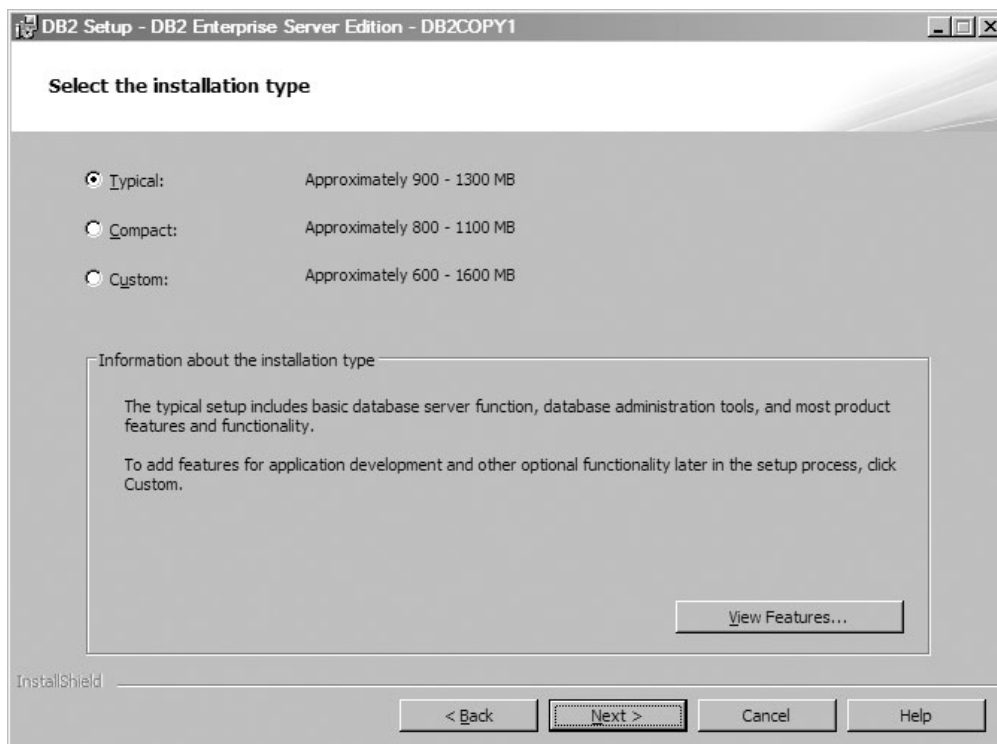 DB2 Setup - DB2 Enterprise Server Edition - DB2COPY1
Select the installation type
Typical: Approximately 900 - 1300 MB
Compact: Approximately 800 - 1100 MB
Custom: Approximately 600 - 1600 MB
Information about the installation type
The typical setup includes basic database server function, database administration tools, and most product
features and functionality.
To add features for application development and other optional functionality later in the setup process, click
Custom.
View Features...
InstallShield
< Back Next > Cancel Help